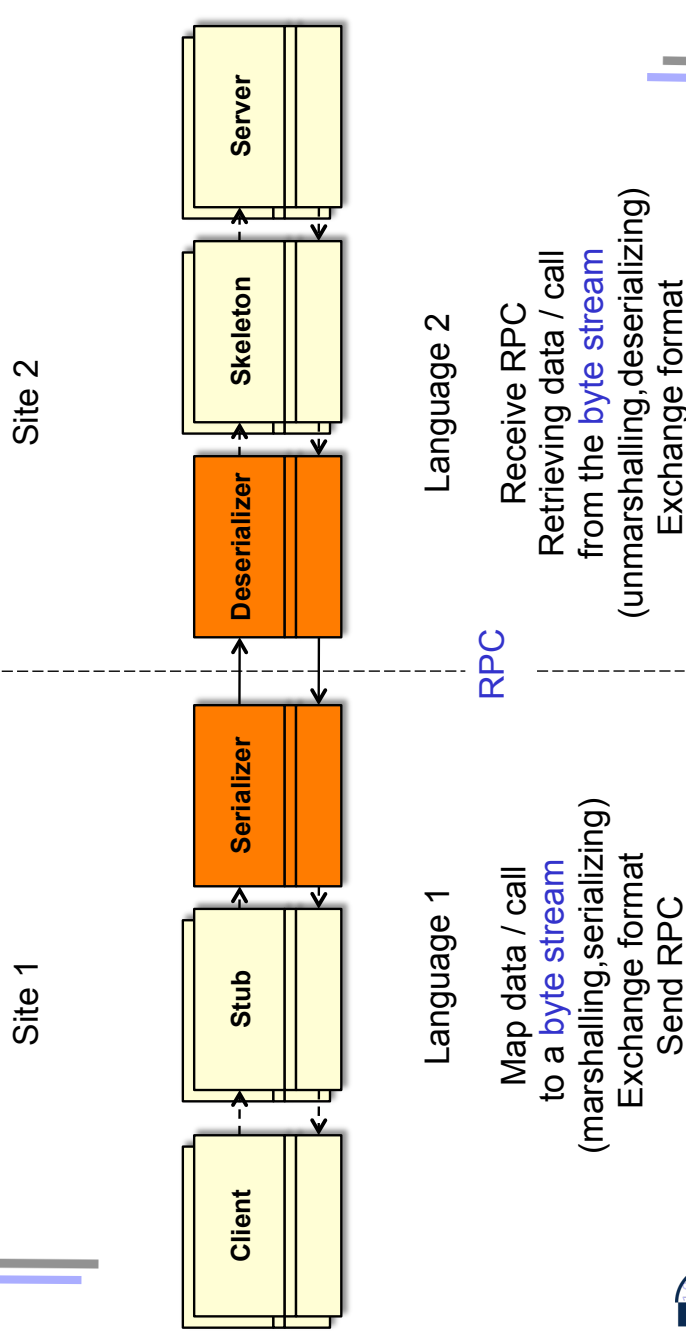 Site 1
Site 2
Client
Stub
Serializer
Deserializer
Skeleton
Server
RPC
Language 1
Map data / call
to a byte stream
(marshalling,serializing)
Exchange format
Send RPC
Language 2
Receive RPC
Retrieving data / call
from the byte stream
(unmarshalling,deserializing)
Exchange format